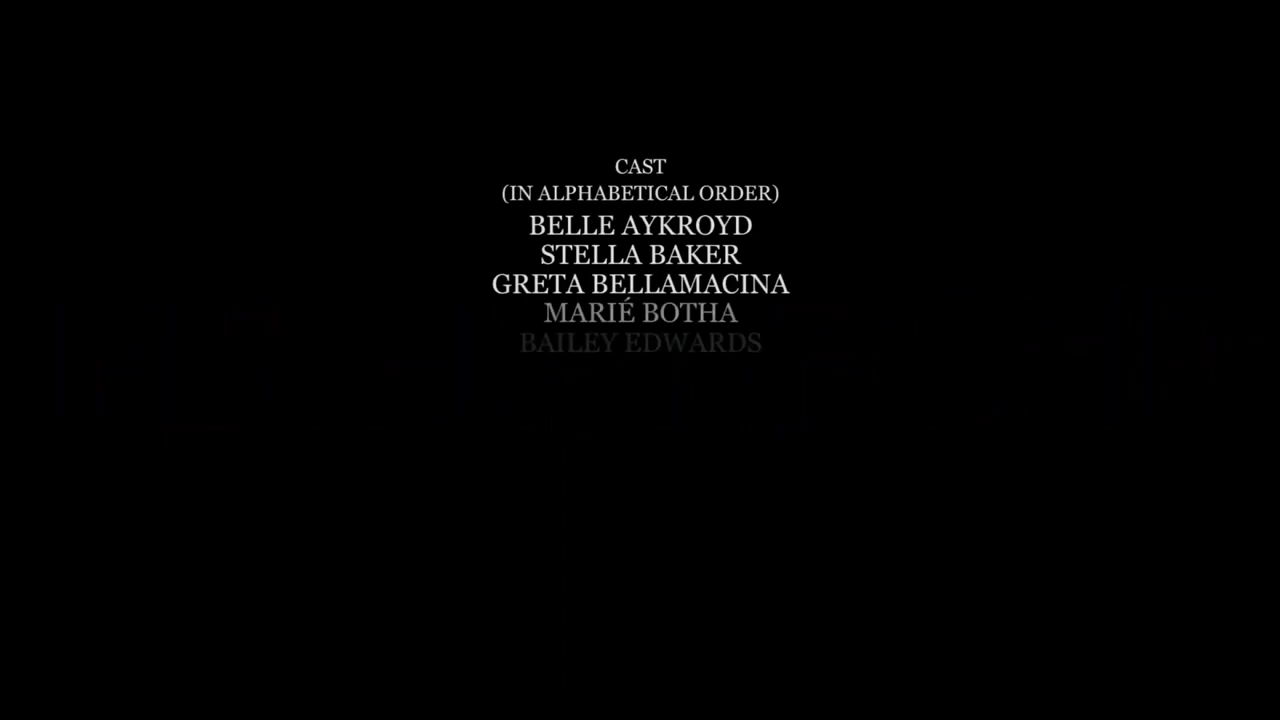 CAST
(IN ALPHABETICAL ORDER)
BELLE AYKROYD
STELLA BAKER
GRETA BELLAMACINA
MARIÉ BOTHA
BAILEY EDWARDS